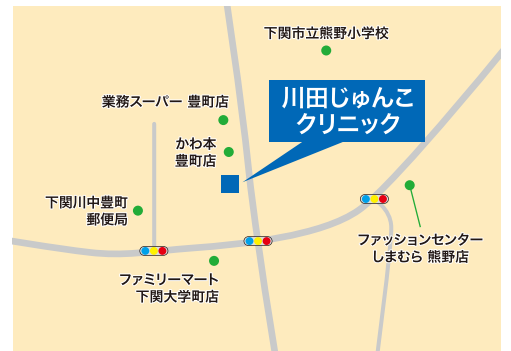 下関市立熊野小学校
川田じゅんこ
クリニック
業務スーパー 豊町店
かわ本
豊町店
下関川中豊町
郵便局
ファッションセンター
しまむら 熊野店
ファミリーマート
下関大学町店